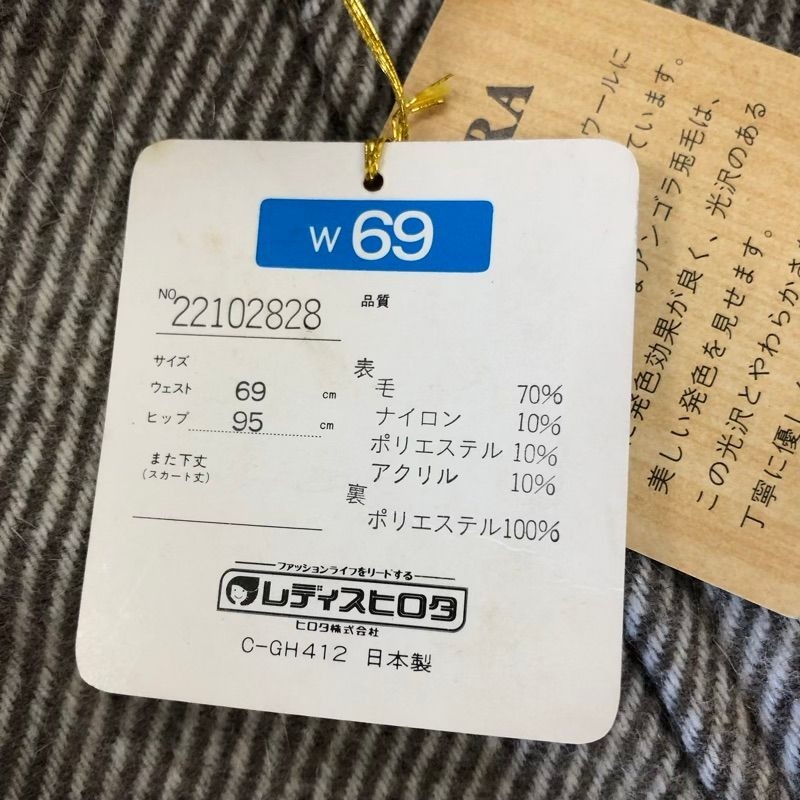 W 69
NO 22102828
品質
サイズ
ウェスト 69 cm
ヒップ 95 cm
また下丈
(スカート丈)
表
毛 70%
ナイロン 10%
ポリエステル 10%
アクリル 10%
裏
ポリエステル100%
ファッションライフをリードする
レディスヒロタ
ヒロタ株式会社
C-GH412 日本製
RA
ウールに
ています。
アンゴラ兎毛は、
発色効果が良く、光沢のある
美しい発色を見せます。
この光沢とやわらかさ
丁寧に優し